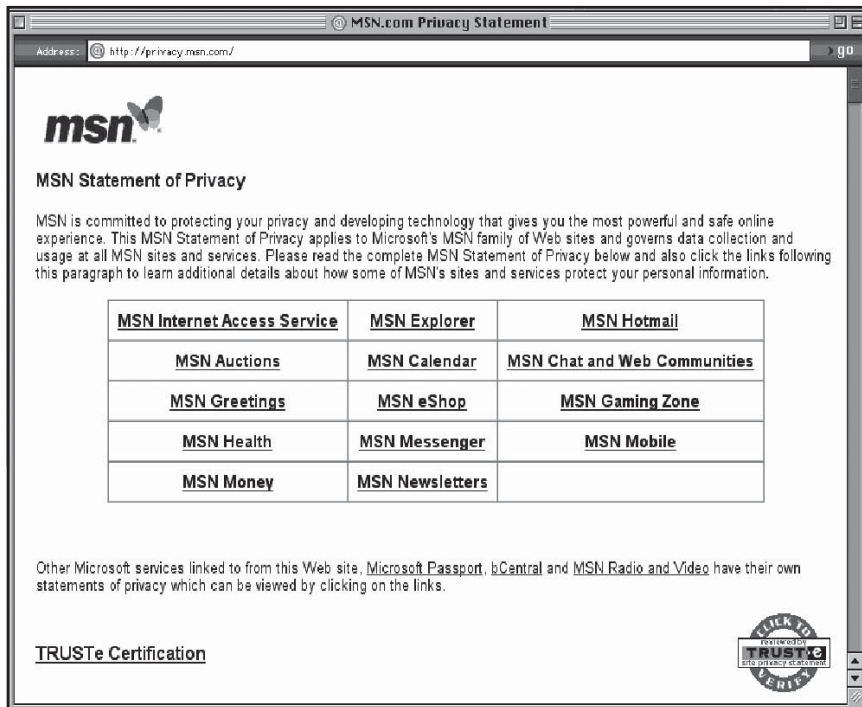 MSN.com Privacy Statement
Address: http://privacy.msn.com/ go
msn
MSN Statement of Privacy
MSN is committed to protecting your privacy and developing technology that gives you the most powerful and safe online
experience. This MSN Statement of Privacy applies to Microsoft's MSN family of Web sites and governs data collection and
usage at all MSN sites and services. Please read the complete MSN Statement of Privacy below and also click the links following
this paragraph to learn additional details about how some of MSN's sites and services protect your personal information.
MSN Internet Access Service MSN Explorer MSN Hotmail
MSN Auctions MSN Calendar MSN Chat and Web Communities
MSN Greetings MSN eShop MSN Gaming Zone
MSN Health MSN Messenger MSN Mobile
MSN Money MSN Newsletters
Other Microsoft services linked to from this Web site, Microsoft Passport, bCentral and MSN Radio and Video have their own
statements of privacy which can be viewed by clicking on the links.
TRUSTe Certification
CLICK TO
reviewed by
TRUST e
site privacy statement
VERIFY